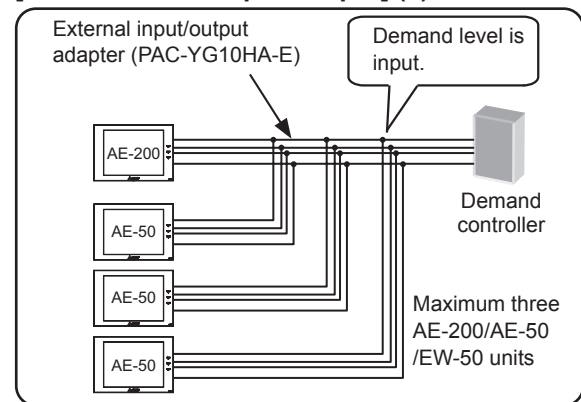 External input/output
adapter (PAC-YG10HA-E)
Demand level is
input.
AE-200
AE-50
AE-50
AE-50
Demand
controller
Maximum three
AE-200/AE-50
/EW-50 units